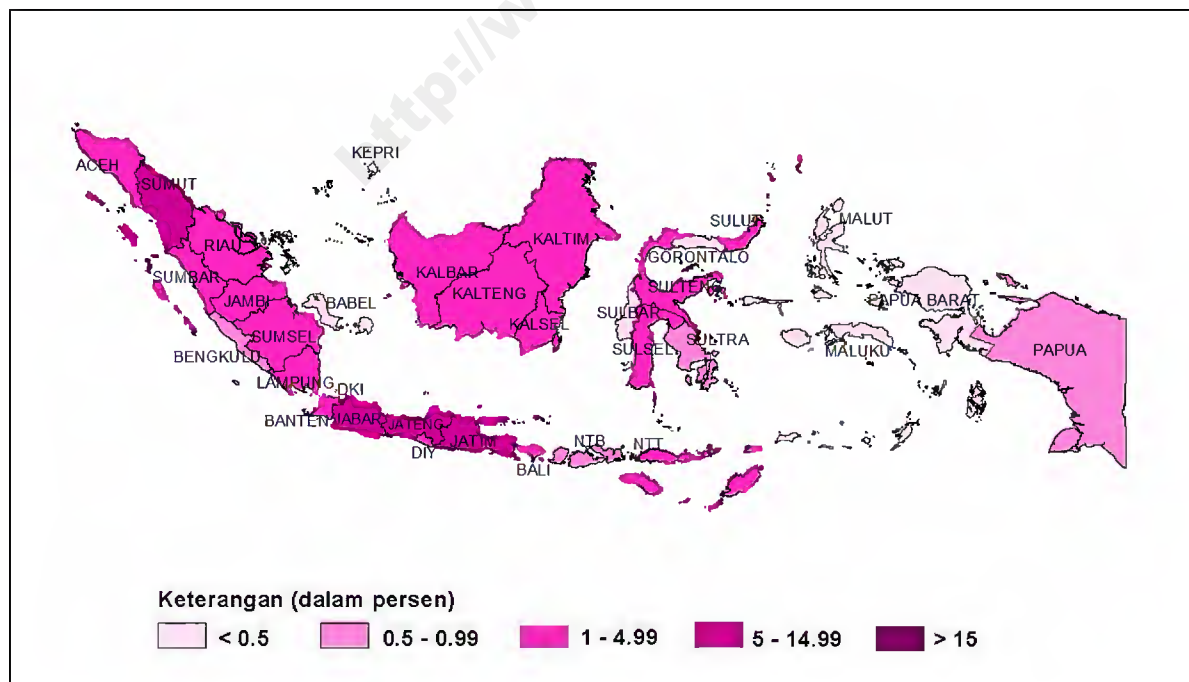 http://w
KEPRI
ACEH
SUMUT
MALUT
SULUT
RIAU
KALTIM
GORONTALO
KALBAR
SUMBAR
SULTENG
KALTENG
PAPUA BARAT
JAMBI
BABEL
SULBAR
KALSEL
SUMSEL
SULTRA
SULSEL
MALUKU
PAPUA
BENGKULU
LAMPUNG
DKI
BANTEN
JABAR
JATENG
JATIM
DIY
NTB
NTT
BALI
Keterangan (dalam persen)
< 0.5 0.5 - 0.99 1 - 4.99 5 - 14.99 > 15